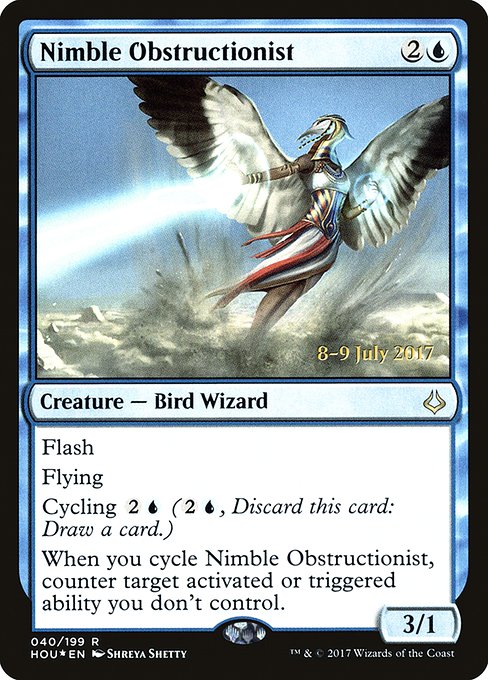 Nimble Obstructionist 2
8–9 July 2017
Creature — Bird Wizard
Flash
Flying
Cycling 2 (2, Discard this card:
Draw a card.)
When you cycle Nimble Obstructionist,
counter target activated or triggered
ability you don't control.
3/1
040/199 R
HOU★EN Shreya Shetty
™ & © 2017 Wizards of the Coast